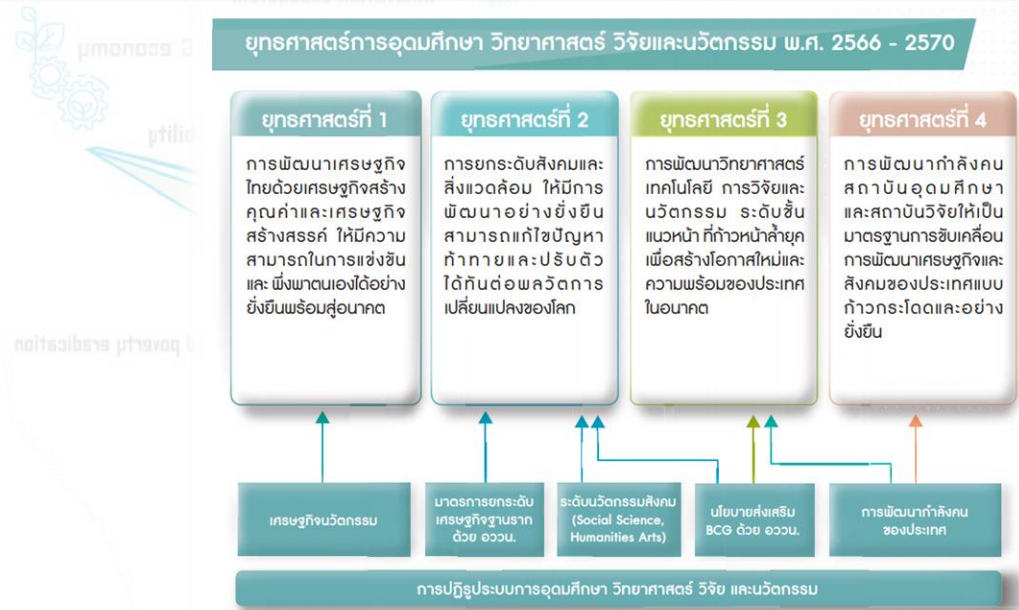 G economy
ยุทธศาสตร์การอุดมศึกษา วิทยาศาสตร์ วิจัยและนวัตกรรม พ.ศ. 2566 - 2570
bility
poverty eradication
ยุทธศาสตร์ที่ 1
การพัฒนาเศรษฐกิจ
ไทยด้วยเศรษฐกิจสร้าง
คุณค่าและเศรษฐกิจ
สร้างสรรค์ ให้มีความ
สามารถในการแข่งขัน
และ พึ่งพาตนเองได้อย่าง
ยั่งยืนพร้อมสู่อนาคต
ยุทธศาสตร์ที่ 2
การยกระดับสังคมและ
สิ่งแวดล้อม ให้มีการ
พัฒนาอย่างยั่งยืน
สามารถแก้ไขปัญหา
ท้าทายและปรับตัว
ได้ทันต่อพลวัตการ
เปลี่ยนแปลงของโลก
ยุทธศาสตร์ที่ 3
การพัฒนาวิทยาศาสตร์
เทคโนโลยี การวิจัยและ
นวัตกรรม ระดับขั้น
แนวหน้า ที่ก้าวหน้าล้ำยุค
เพื่อสร้างโอกาสใหม่และ
ความพร้อมของประเทศ
ในอนาคต
ยุทธศาสตร์ที่ 4
การพัฒนากำลังคน
สถาบันอุดมศึกษา
และสถาบันวิจัยให้เป็น
มาตรฐานการขับเคลื่อน
การพัฒนาเศรษฐกิจและ
สังคมของประเทศแบบ
ก้าวกระโดดและอย่าง
ยั่งยืน
เศรษฐกิจนวัตกรรม
มาตรการยกระดับ
เศรษฐกิจฐานราก
ด้วย อววน.
ระดับนวัตกรรมสังคม
(Social Science,
Humanities Arts)
นโยบายส่งเสริม
BCG ด้วย อววน.
การพัฒนากำลังคน
ของประเทศ
การปฏิรูประบบการอุดมศึกษา วิทยาศาสตร์ วิจัย และนวัตกรรม